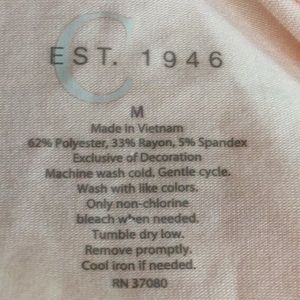 C
EST. 1946
M
Made in Vietnam
62% Polyester, 33% Rayon, 5% Spandex
Exclusive of Decoration
Machine wash cold. Gentle cycle.
Wash with like colors.
Only non-chlorine
bleach when needed.
Tumble dry low.
Remove promptly.
Cool iron if needed.
RN 37080